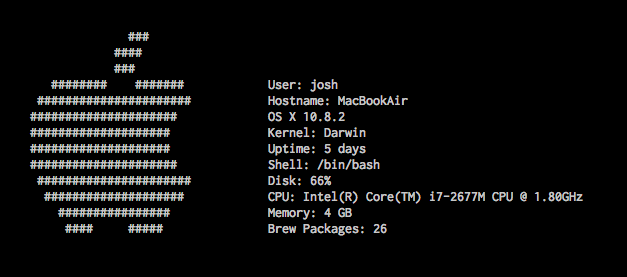 User: josh
Hostname: MacBookAir
OS X 10.8.2
Kernel: Darwin
Uptime: 5 days
Shell: /bin/bash
Disk: 66%
CPU: Intel(R) Core(TM) i7-2677M CPU @ 1.80GHz
Memory: 4 GB
Brew Packages: 26